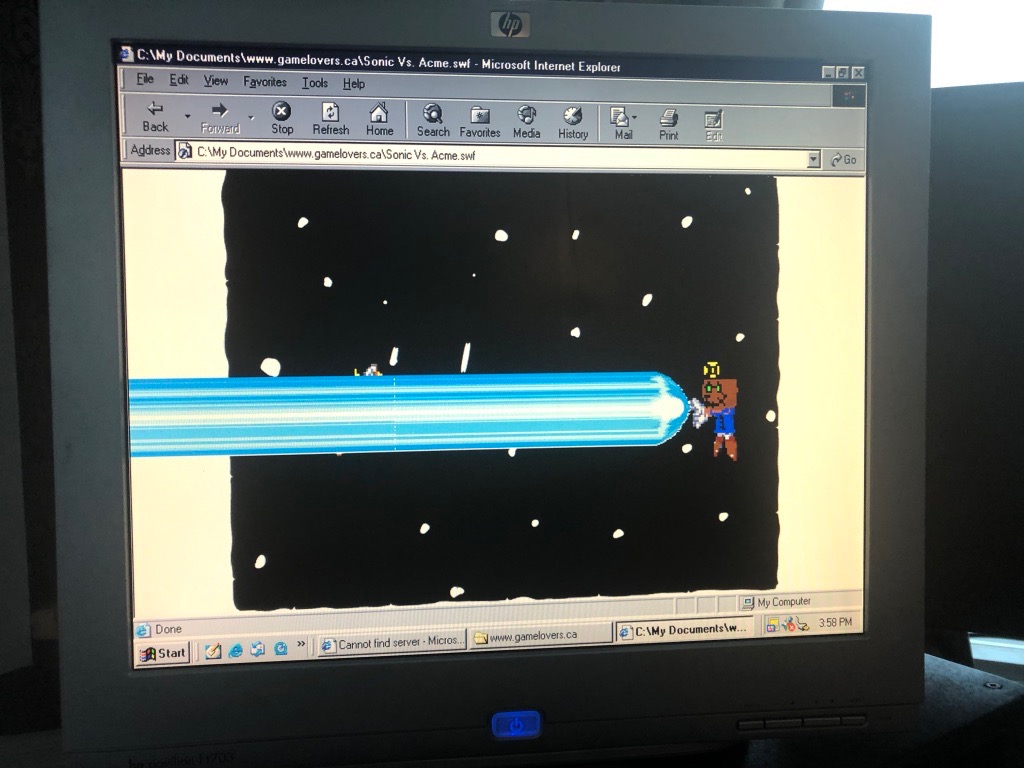 hp
C:\My Documents\www.gamelovers.ca\Sonic Vs. Acme.swf - Microsoft Internet Explorer
File Edit View Favorites Tools Help
Back Forward Stop Refresh Home Search Favorites Media History Mail Print Edit
Address C:\My Documents\www.gamelovers.ca\Sonic Vs. Acme.swf Go
Done My Computer
Start » Cannot find server - Micros... www.gamelovers.ca C:\My Documents\w... 3:58 PM